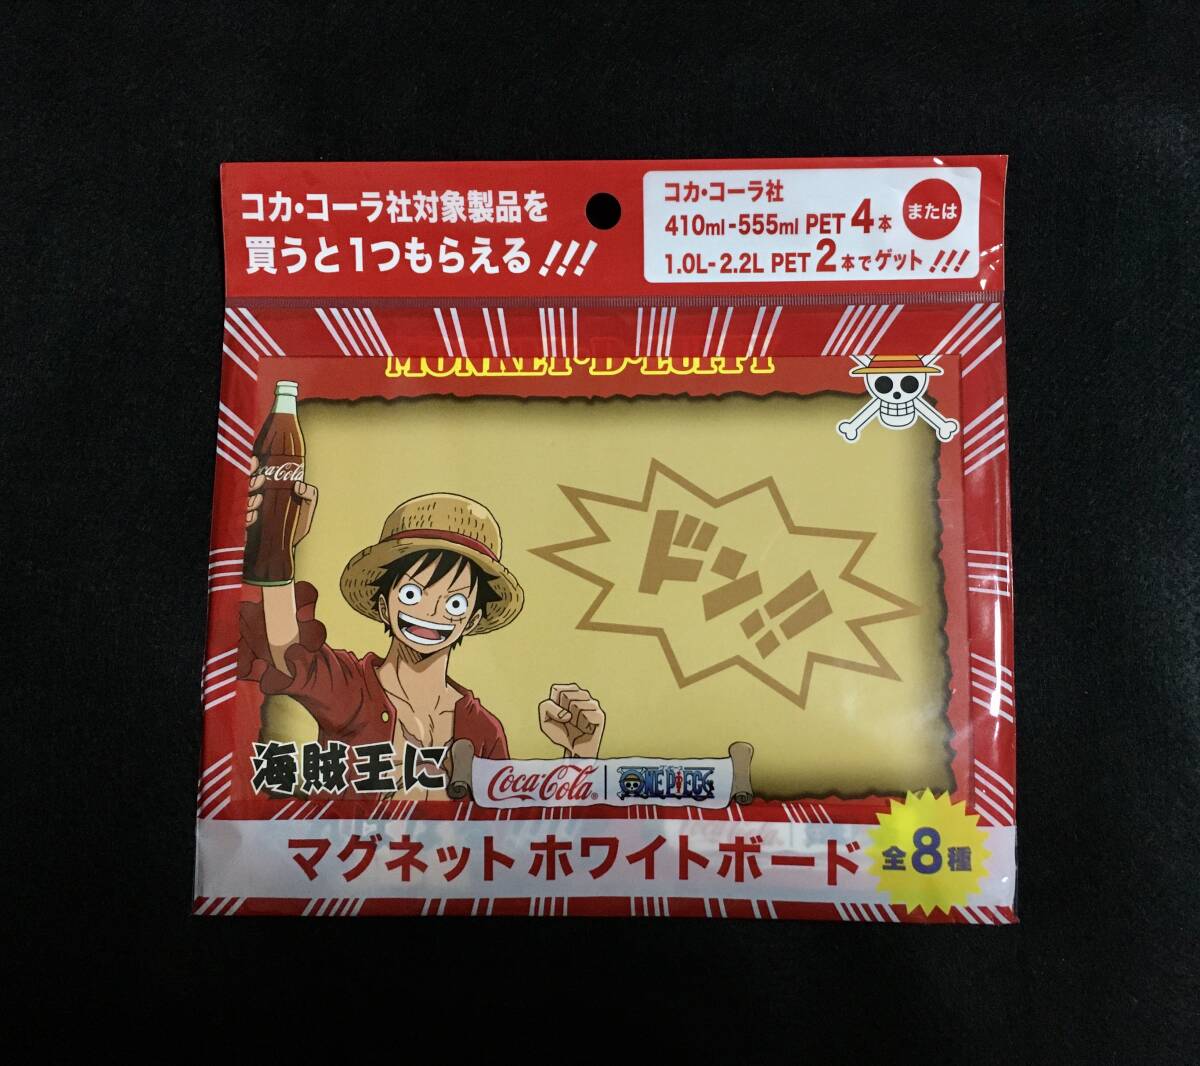 コカ・コーラ社対象製品を
買うと1つもらえる!!!
コカ・コーラ社
410ml-555ml PET 4本 または
1.0L-2.2L PET 2本でゲット!!!
MONKEY・D・LUFFY
Coca-Cola
ドン!!
海賊王に
Coca-Cola® ONE PIECE
マグネットホワイトボード
全8種